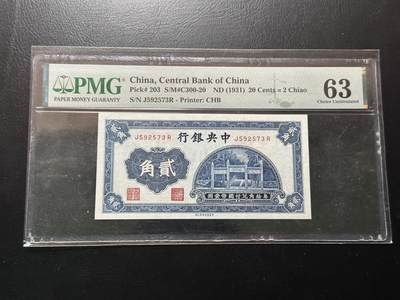 PMG
PAPER MONEY GUARANTY
China, Central Bank of China
Pick# 203 S/M#C300-20 ND (1931) 20 Cents = 2 Chiao
S/N J592573R - Printer: CHB
63
Choice Uncirculated
行銀央中
J592573R J592573R
角貳